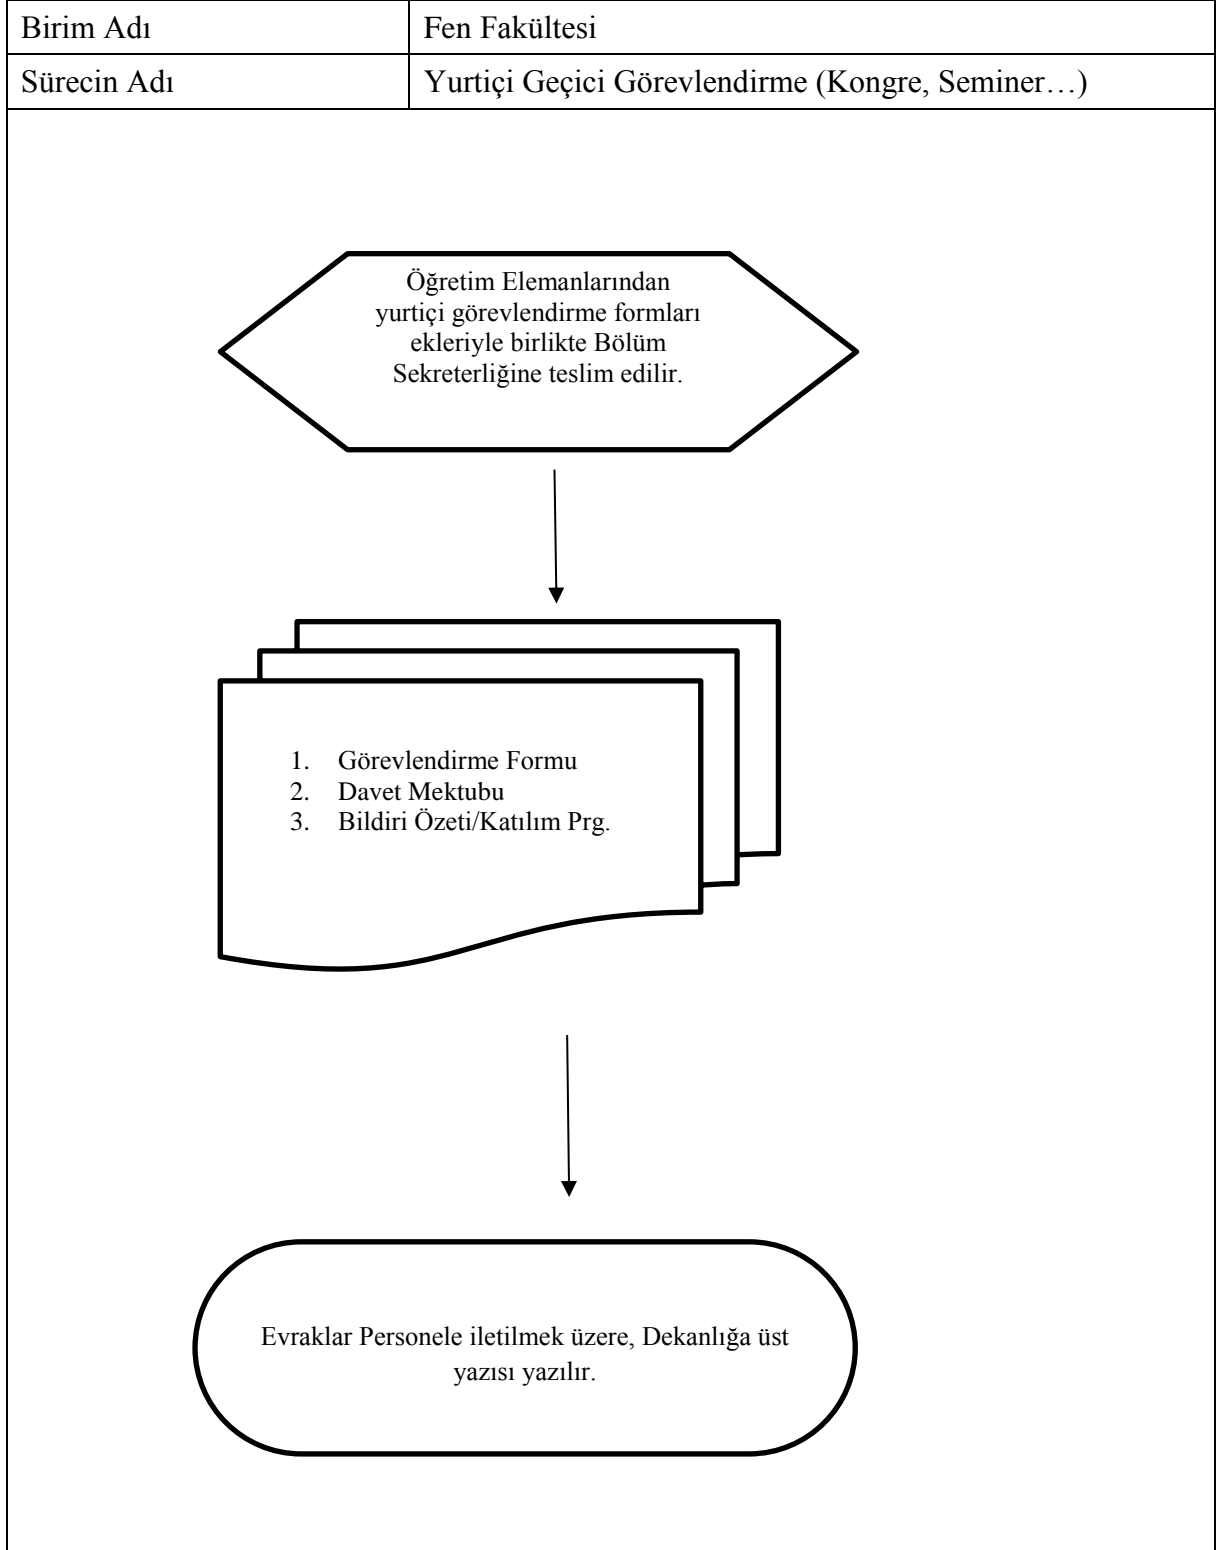 Birim Adı
Fen Fakültesi
Sürecin Adı
Yurtiçi Geçici Görevlendirme (Kongre, Seminer…)
Öğretim Elemanlarından
yurtiçi görevlendirme formları
ekleriyle birlikte Bölüm
Sekreterliğine teslim edilir.
1. Görevlendirme Formu
2. Davet Mektubu
3. Bildiri Özeti/Katılım Prg.
Evraklar Personele iletilmek üzere, Dekanlığa üst
yazısı yazılır.